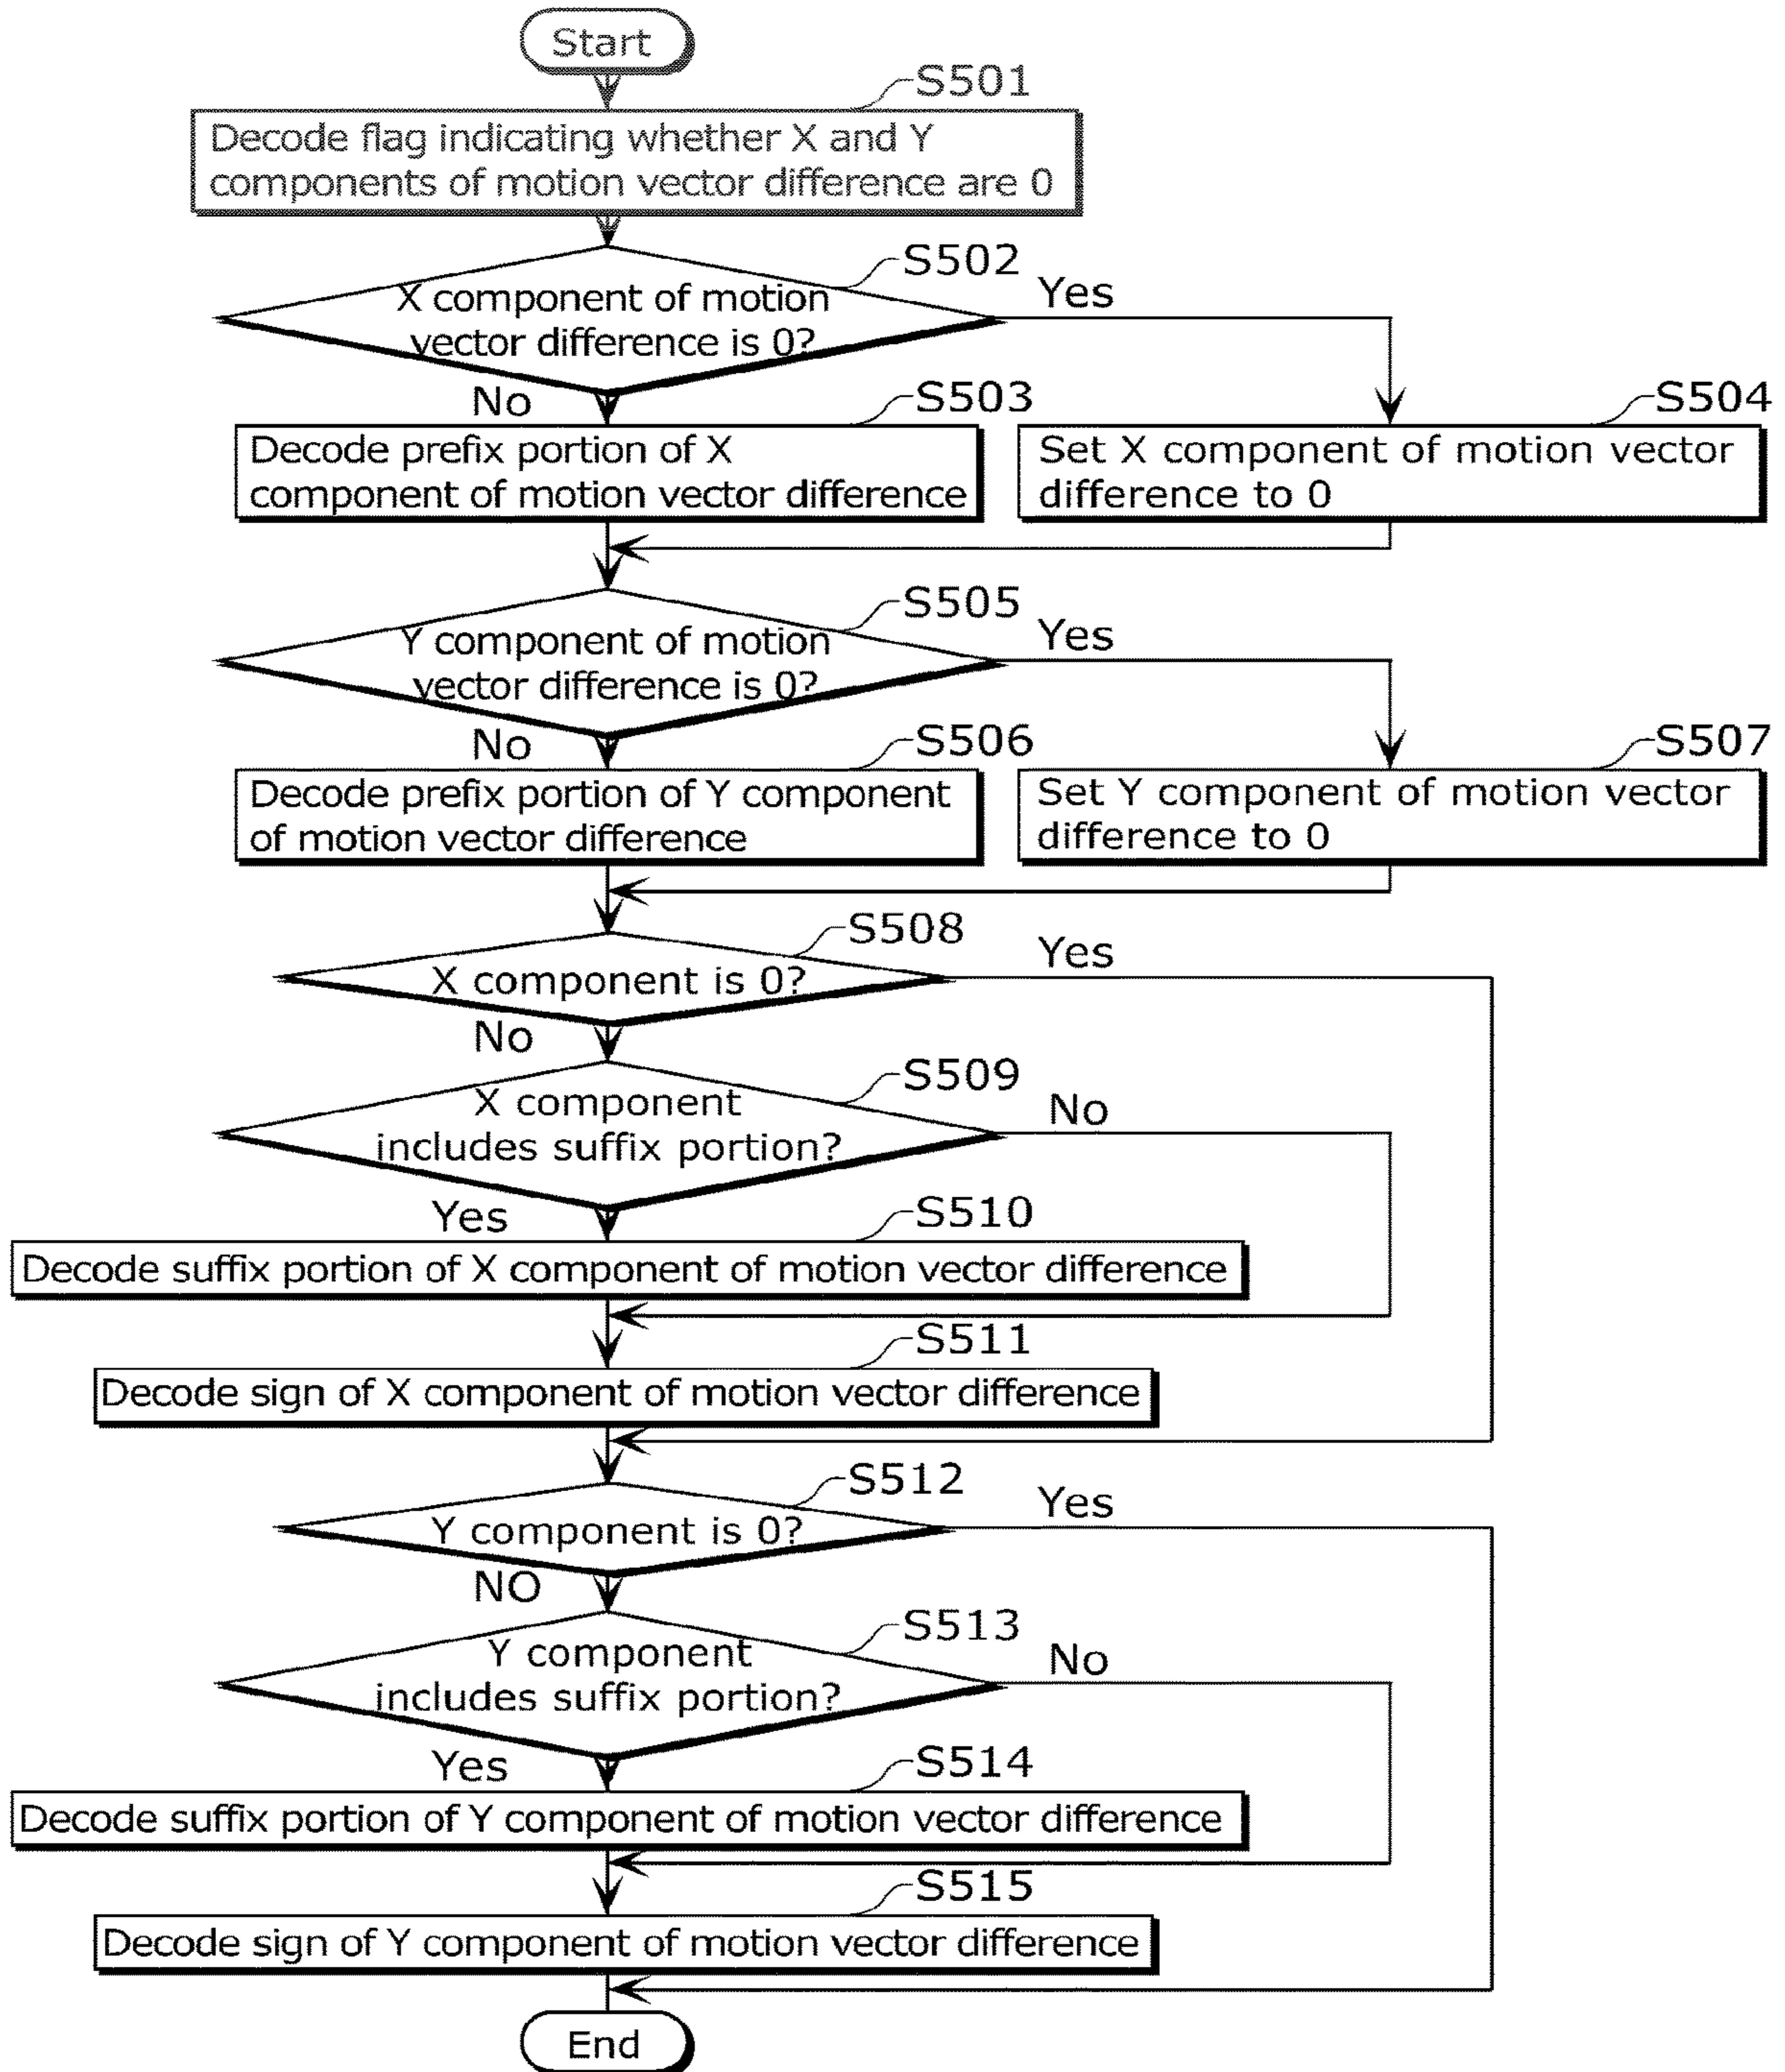 Start
S501
Decode flag indicating whether X and Y
components of motion vector difference are 0
S502
X component of motion
vector difference is 0?
Yes
No
S503
Decode prefix portion of X
component of motion vector difference
S504
Set X component of motion vector
difference to 0
S505
Y component of motion
vector difference is 0?
Yes
No
S506
Decode prefix portion of Y component
of motion vector difference
S507
Set Y component of motion vector
difference to 0
S508
X component is 0?
Yes
No
S509
X component
includes suffix portion?
No
Yes
S510
Decode suffix portion of X component of motion vector difference
S511
Decode sign of X component of motion vector difference
S512
Y component is 0?
Yes
NO
S513
Y component
includes suffix portion?
No
Yes
S514
Decode suffix portion of Y component of motion vector difference
S515
Decode sign of Y component of motion vector difference
End